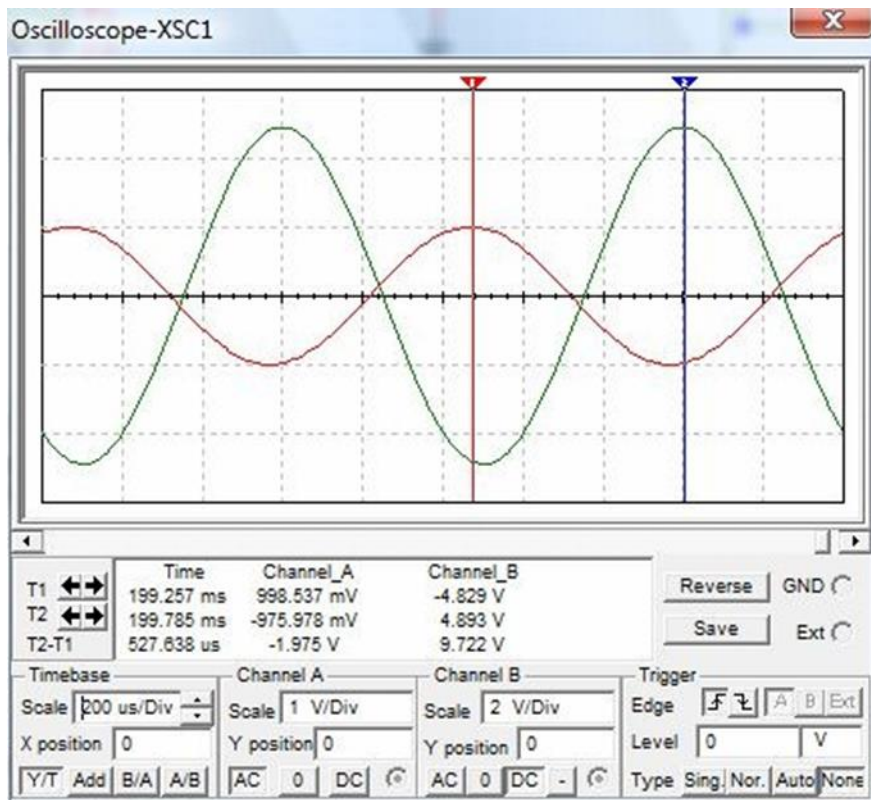 Oscilloscope-XSC1
1 2
Time Channel_A Channel_B
T1 199.257 ms 998.537 mV -4.829 V
T2 199.785 ms -975.978 mV 4.893 V
T2-T1 527.638 us -1.975 V 9.722 V
Reverse GND
Save Ext
Timebase Channel A Channel B Trigger
Scale 200 us/Div Scale 1 V/Div Scale 2 V/Div Edge A B Ext
X position 0 Y position 0 Y position 0 Level 0 V
Y/T Add B/A A/B AC 0 DC AC 0 DC - Type Sing. Nor. Auto None